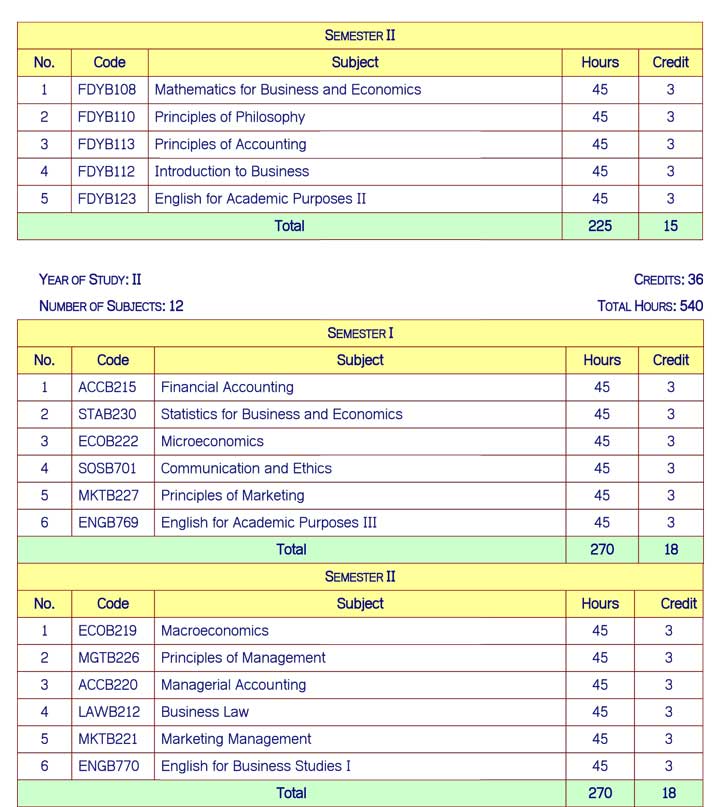 SEMESTER II
No. Code Subject Hours Credit
1 FDYB108 Mathematics for Business and Economics 45 3
2 FDYB110 Principles of Philosophy 45 3
3 FDYB113 Principles of Accounting 45 3
4 FDYB112 Introduction to Business 45 3
5 FDYB123 English for Academic Purposes II 45 3
Total 225 15
YEAR OF STUDY: II CREDITS: 36
NUMBER OF SUBJECTS: 12 TOTAL HOURS: 540
SEMESTER I
No. Code Subject Hours Credit
1 ACCB215 Financial Accounting 45 3
2 STAB230 Statistics for Business and Economics 45 3
3 ECOB222 Microeconomics 45 3
4 SOSB701 Communication and Ethics 45 3
5 MKTB227 Principles of Marketing 45 3
6 ENGB769 English for Academic Purposes III 45 3
Total 270 18
SEMESTER II
No. Code Subject Hours Credit
1 ECOB219 Macroeconomics 45 3
2 MGTB226 Principles of Management 45 3
3 ACCB220 Managerial Accounting 45 3
4 LAWB212 Business Law 45 3
5 MKTB221 Marketing Management 45 3
6 ENGB770 English for Business Studies I 45 3
Total 270 18